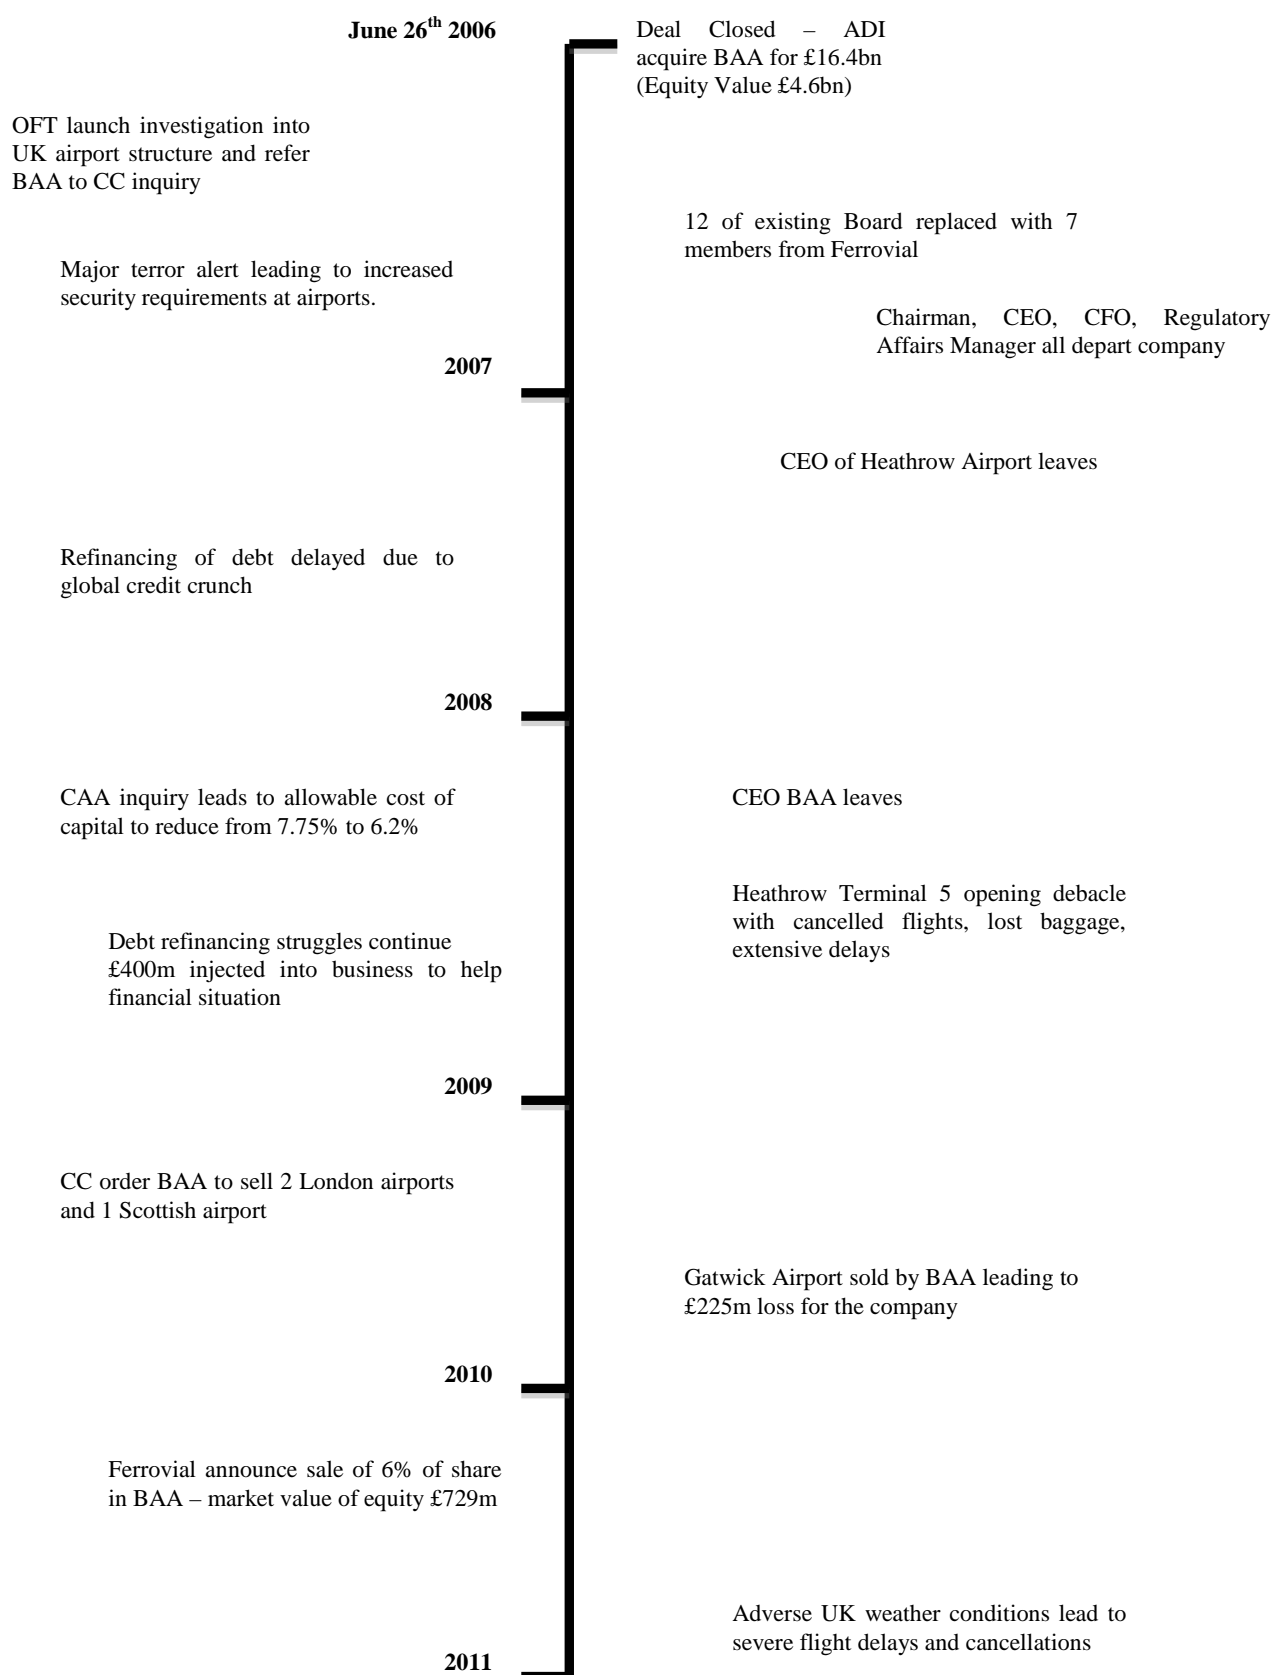 June 26th 2006
Deal Closed – ADI
acquire BAA for £16.4bn
(Equity Value £4.6bn)
OFT launch investigation into
UK airport structure and refer
BAA to CC inquiry
12 of existing Board replaced with 7
members from Ferrovial
Major terror alert leading to increased
security requirements at airports.
Chairman, CEO, CFO, Regulatory
Affairs Manager all depart company
2007
CEO of Heathrow Airport leaves
Refinancing of debt delayed due to
global credit crunch
2008
CAA inquiry leads to allowable cost of
capital to reduce from 7.75% to 6.2%
CEO BAA leaves
Heathrow Terminal 5 opening debacle
with cancelled flights, lost baggage,
extensive delays
Debt refinancing struggles continue
£400m injected into business to help
financial situation
2009
CC order BAA to sell 2 London airports
and 1 Scottish airport
Gatwick Airport sold by BAA leading to
£225m loss for the company
2010
Ferrovial announce sale of 6% of share
in BAA – market value of equity £729m
Adverse UK weather conditions lead to
severe flight delays and cancellations
2011